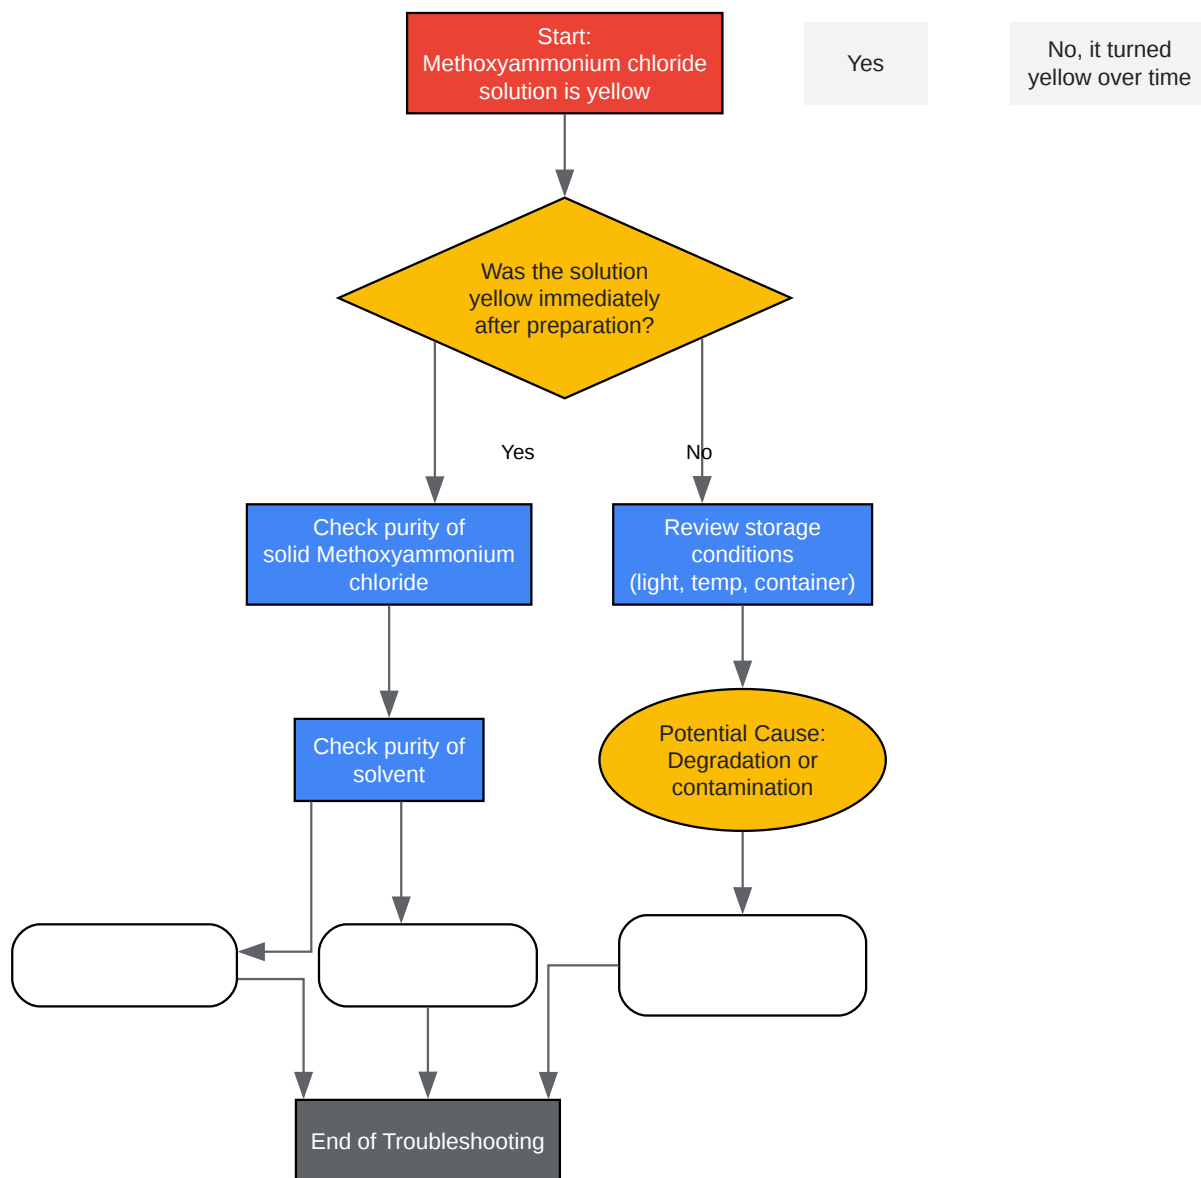 Start:
Methoxyammonium chloride
solution is yellow
Yes
No, it turned
yellow over time
Was the solution
yellow immediately
after preparation?
Yes
No
Check purity of
solid Methoxyammonium
chloride
Review storage
conditions
(light, temp, container)
Check purity of
solvent
Potential Cause:
Degradation or
contamination
End of Troubleshooting